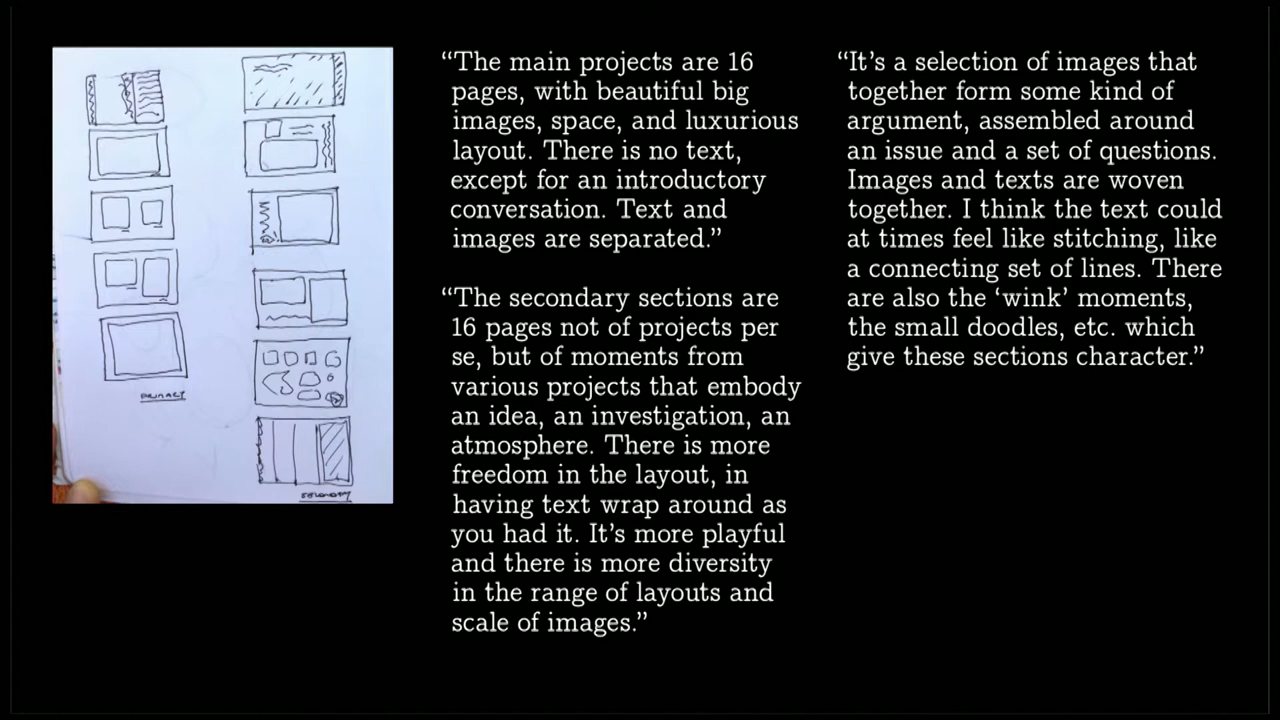 PRIMARY
SECONDARY
“The main projects are 16
pages, with beautiful big
images, space, and luxurious
layout. There is no text,
except for an introductory
conversation. Text and
images are separated.”
“The secondary sections are
16 pages not of projects per
se, but of moments from
various projects that embody
an idea, an investigation, an
atmosphere. There is more
freedom in the layout, in
having text wrap around as
you had it. It’s more playful
and there is more diversity
in the range of layouts and
scale of images.”
“It’s a selection of images that
together form some kind of
argument, assembled around
an issue and a set of questions.
Images and texts are woven
together. I think the text could
at times feel like stitching, like
a connecting set of lines. There
are also the ‘wink’ moments,
the small doodles, etc. which
give these sections character.”